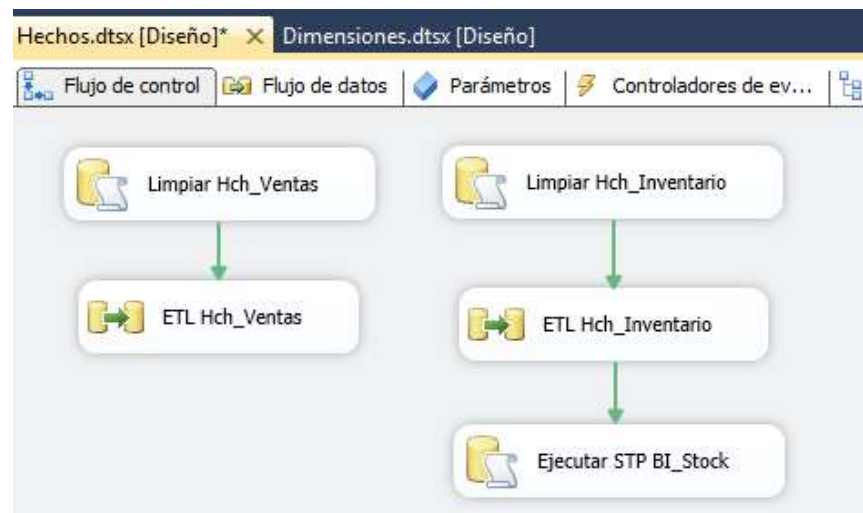 Hechos.dtsx [Diseño]* Dimensiones.dtsx [Diseño]
Flujo de control Flujo de datos Parámetros Controladores de ev...
Limpiar Hch_Ventas Limpiar Hch_Inventario
ETL Hch_Ventas ETL Hch_Inventario
Ejecutar STP BI_Stock